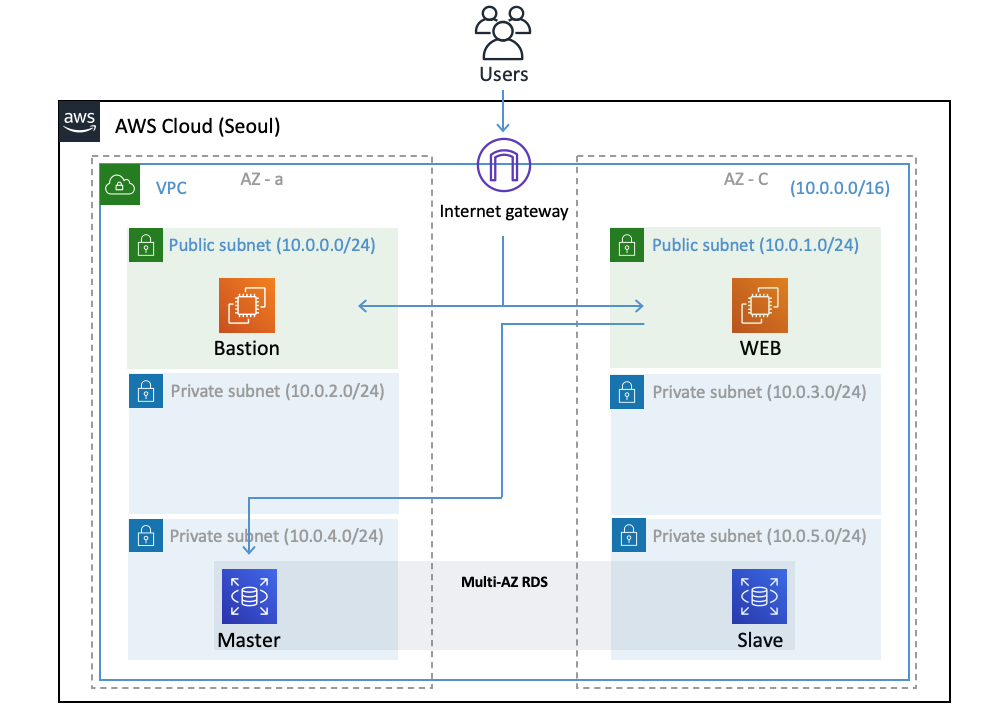 Users
aws
AWS Cloud (Seoul)
VPC
AZ - a
AZ - C
(10.0.0.0/16)
Internet gateway
Public subnet (10.0.0.0/24)
Public subnet (10.0.1.0/24)
Bastion
WEB
Private subnet (10.0.2.0/24)
Private subnet (10.0.3.0/24)
Private subnet (10.0.4.0/24)
Private subnet (10.0.5.0/24)
Multi-AZ RDS
Master
Slave